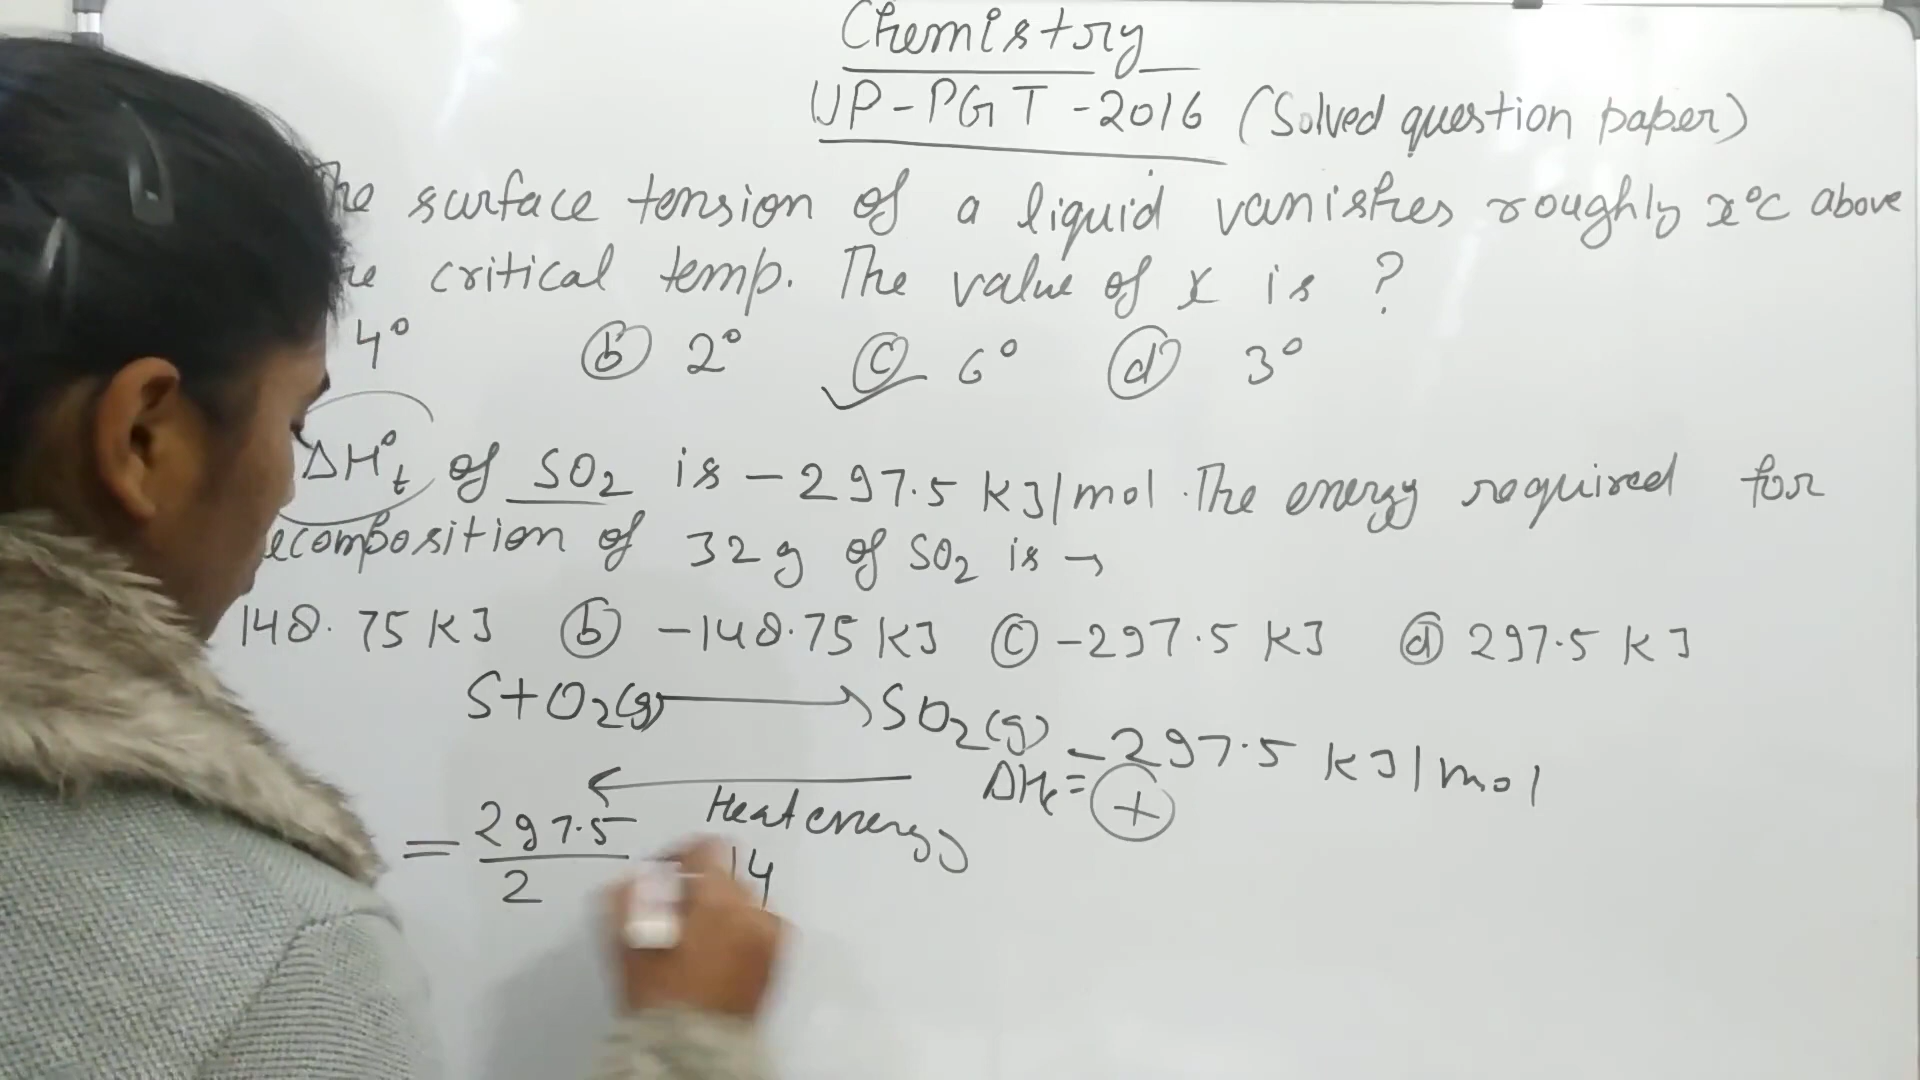 Chemistry
UP-PGT-2016 (Solved question paper)
he surface tension of a liquid vanishes roughly x°C above
critical temp. The value of x is ?
4° (b) 2° (c) 6° (d) 3°
ΔH°t of SO2 is -297.5 KJ/mol. The energy required for
ecomposition of 32g of SO2 is →
148.75 KJ (b) -148.75 KJ (c) -297.5 KJ (d) 297.5 KJ
S+O2(g) → SO2(g) -297.5 KJ/mol
← Heat energy ΔH = +
= 297.5/2 14